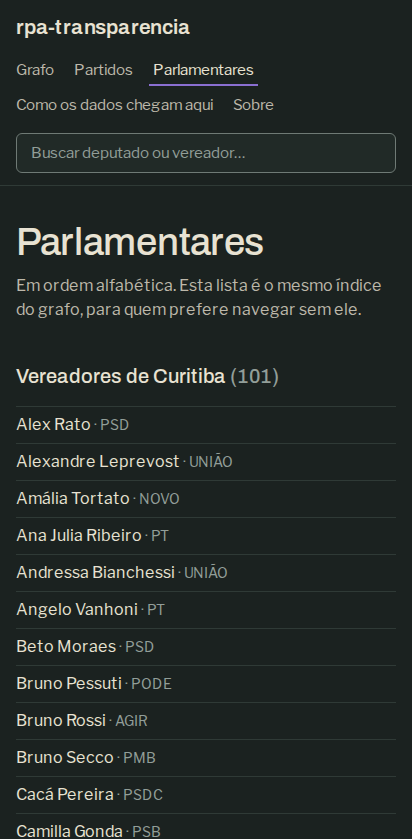 rpa-transparencia
Grafo Partidos Parlamentares
Como os dados chegam aqui Sobre
Buscar deputado ou vereador...
Parlamentares
Em ordem alfabética. Esta lista é o mesmo índice
do grafo, para quem prefere navegar sem ele.
Vereadores de Curitiba (101)
Alex Rato · PSD
Alexandre Leprevost · UNIÃO
Amália Tortato · NOVO
Ana Julia Ribeiro · PT
Andressa Bianchessi · UNIÃO
Angelo Vanhoni · PT
Beto Moraes · PSD
Bruno Pessuti · PODE
Bruno Rossi · AGIR
Bruno Secco · PMB
Cacá Pereira · PSDC
Camilla Gonda · PSB